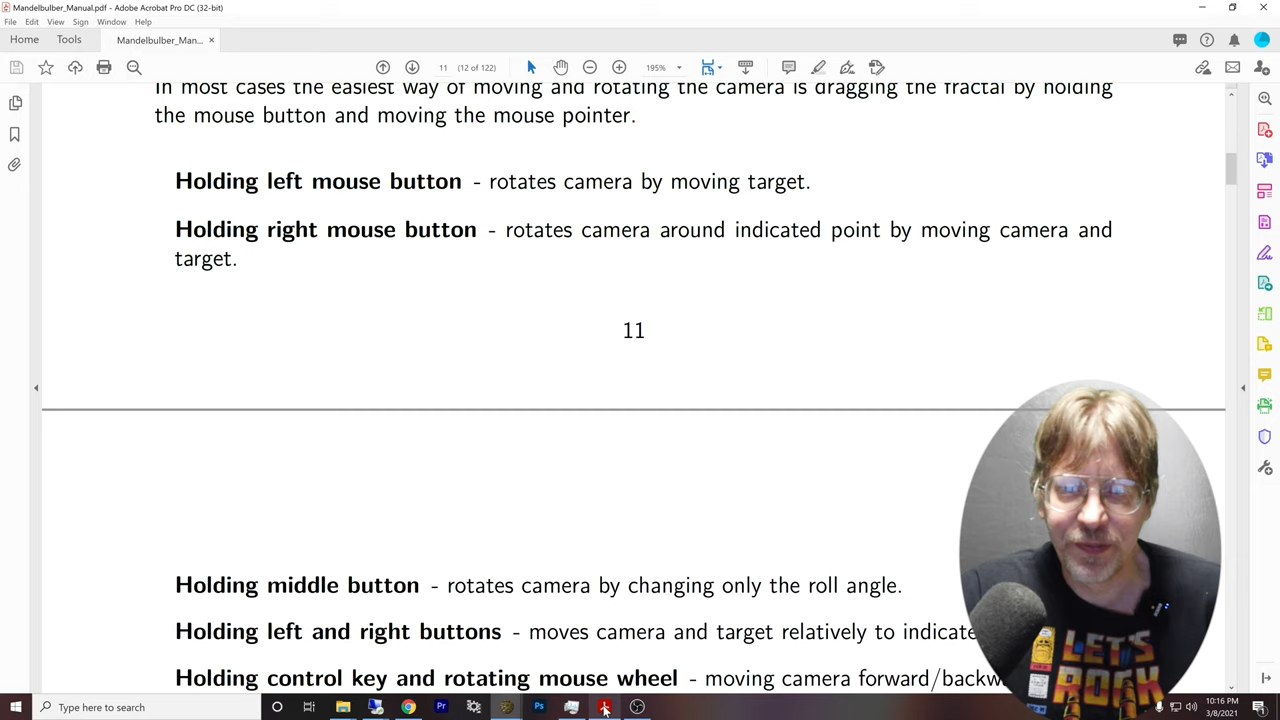 Mandelbulber_Manual.pdf - Adobe Acrobat Pro DC (32-bit)
File Edit View Sign Window Help
Home Tools Mandelbulber_Man... ×
11 (12 of 122) 195%
In most cases the easiest way of moving and rotating the camera is dragging the fractal by holding
the mouse button and moving the mouse pointer.
Holding left mouse button - rotates camera by moving target.
Holding right mouse button - rotates camera around indicated point by moving camera and
target.
11
Holding middle button - rotates camera by changing only the roll angle.
Holding left and right buttons - moves camera and target relatively to indicate
Holding control key and rotating mouse wheel - moving camera forward/backw
LET'S
ROCK
Type here to search
Pr
Ps
10:16 PM
3/8/2021
1